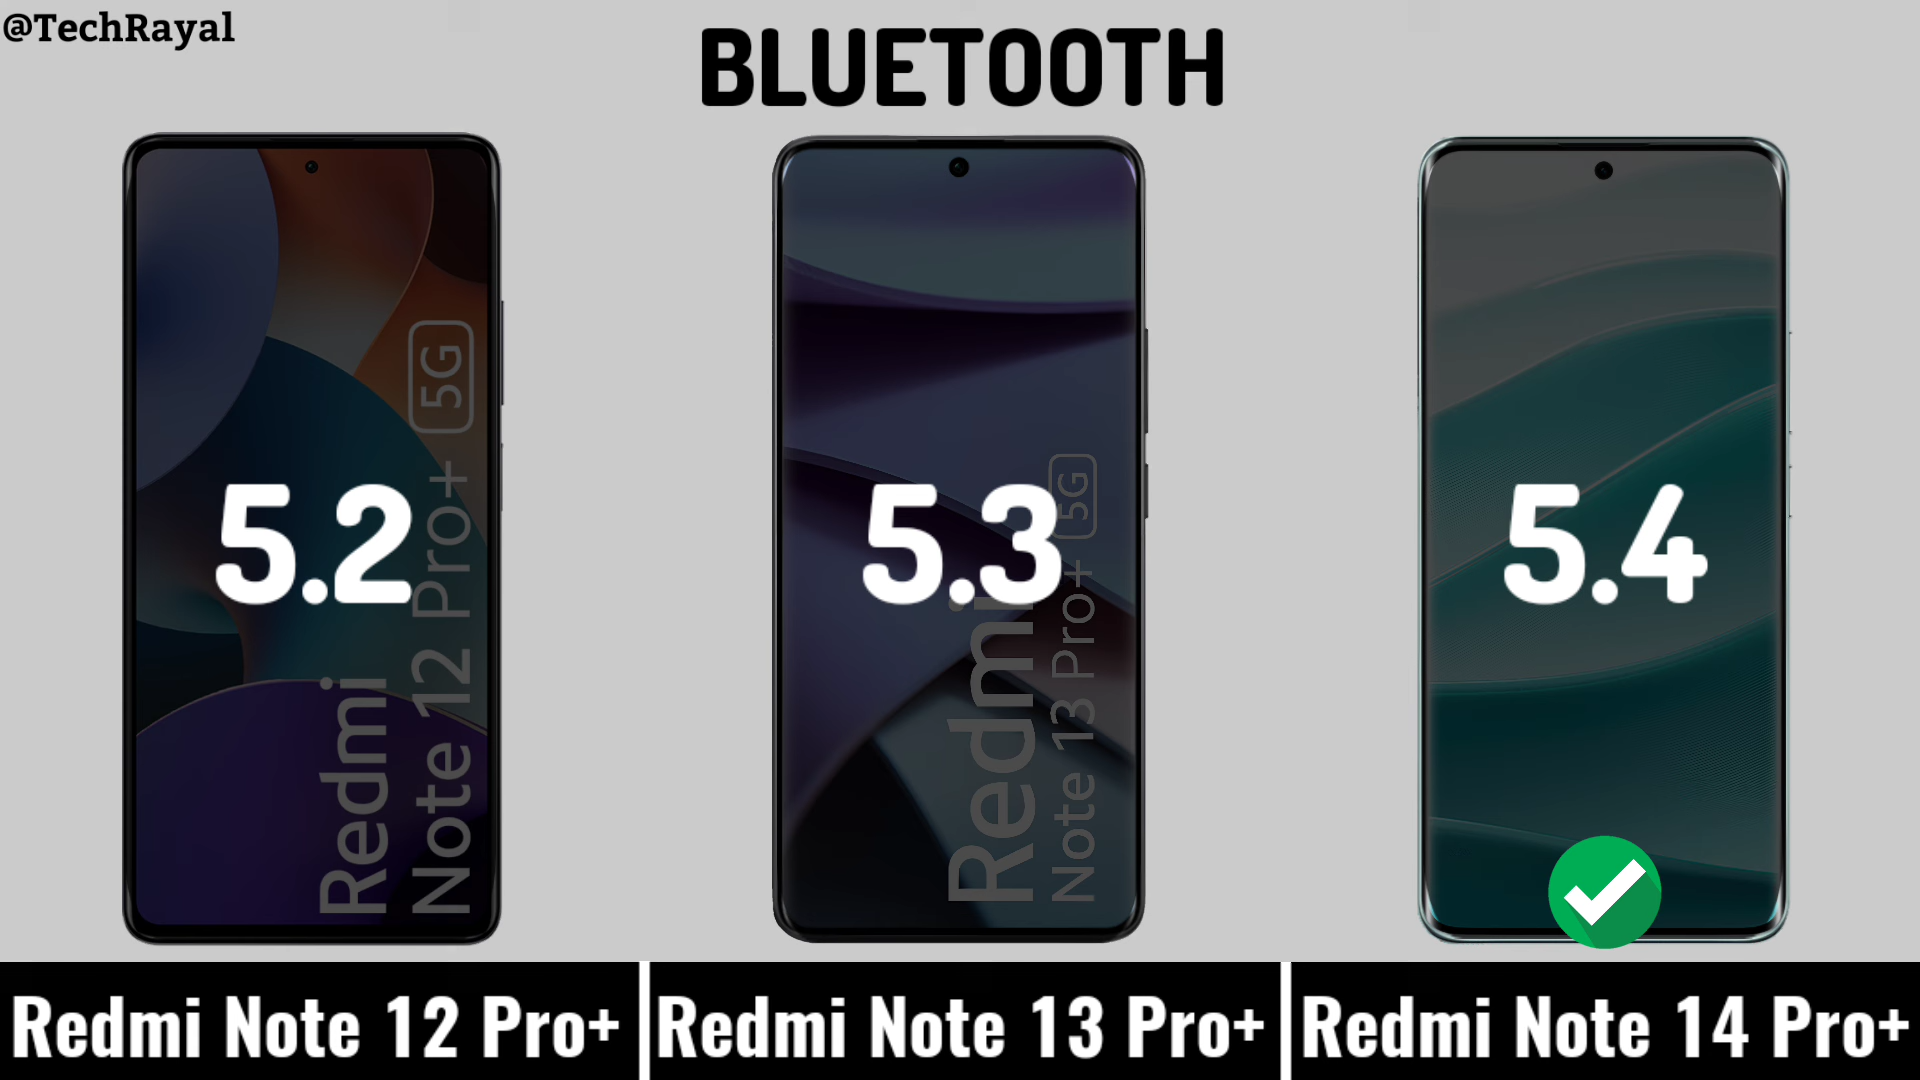 @TechRayal
BLUETOOTH
5.2
Redmi
Note 12 Pro+ 5G
5.3
Redmi
Note 13 Pro+ 5G
5.4
Redmi Note 12 Pro+
Redmi Note 13 Pro+
Redmi Note 14 Pro+